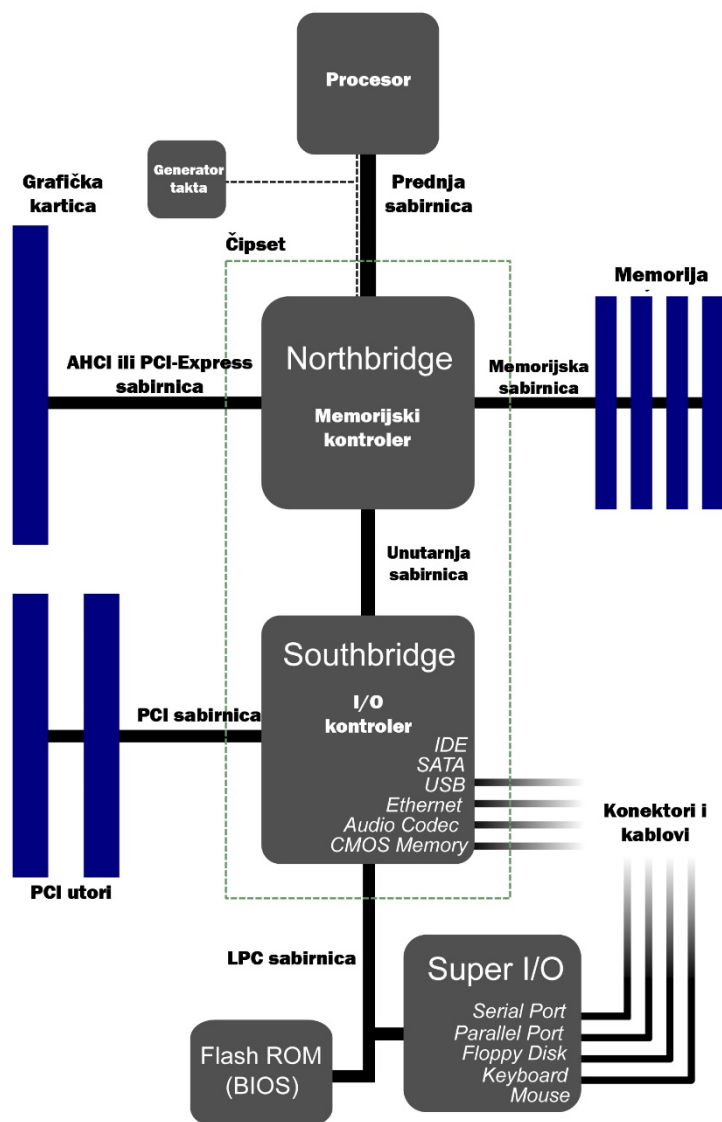 Procesor
Generator
takta
Grafička
kartica
Prednja
sabirnica
Čipset
Memorija
Northbridge
AHCI ili PCI-Express
sabirnica
Memorijska
sabirnica
Memorijski
kontroler
Unutarnja
sabirnica
Southbridge
I/O
kontroler
PCI sabirnica
IDE
SATA
USB
Ethernet
Audio Codec
CMOS Memory
Konektori i
kablovi
PCI utori
LPC sabirnica
Super I/O
Serial Port
Parallel Port
Floppy Disk
Keyboard
Mouse
Flash ROM
(BIOS)